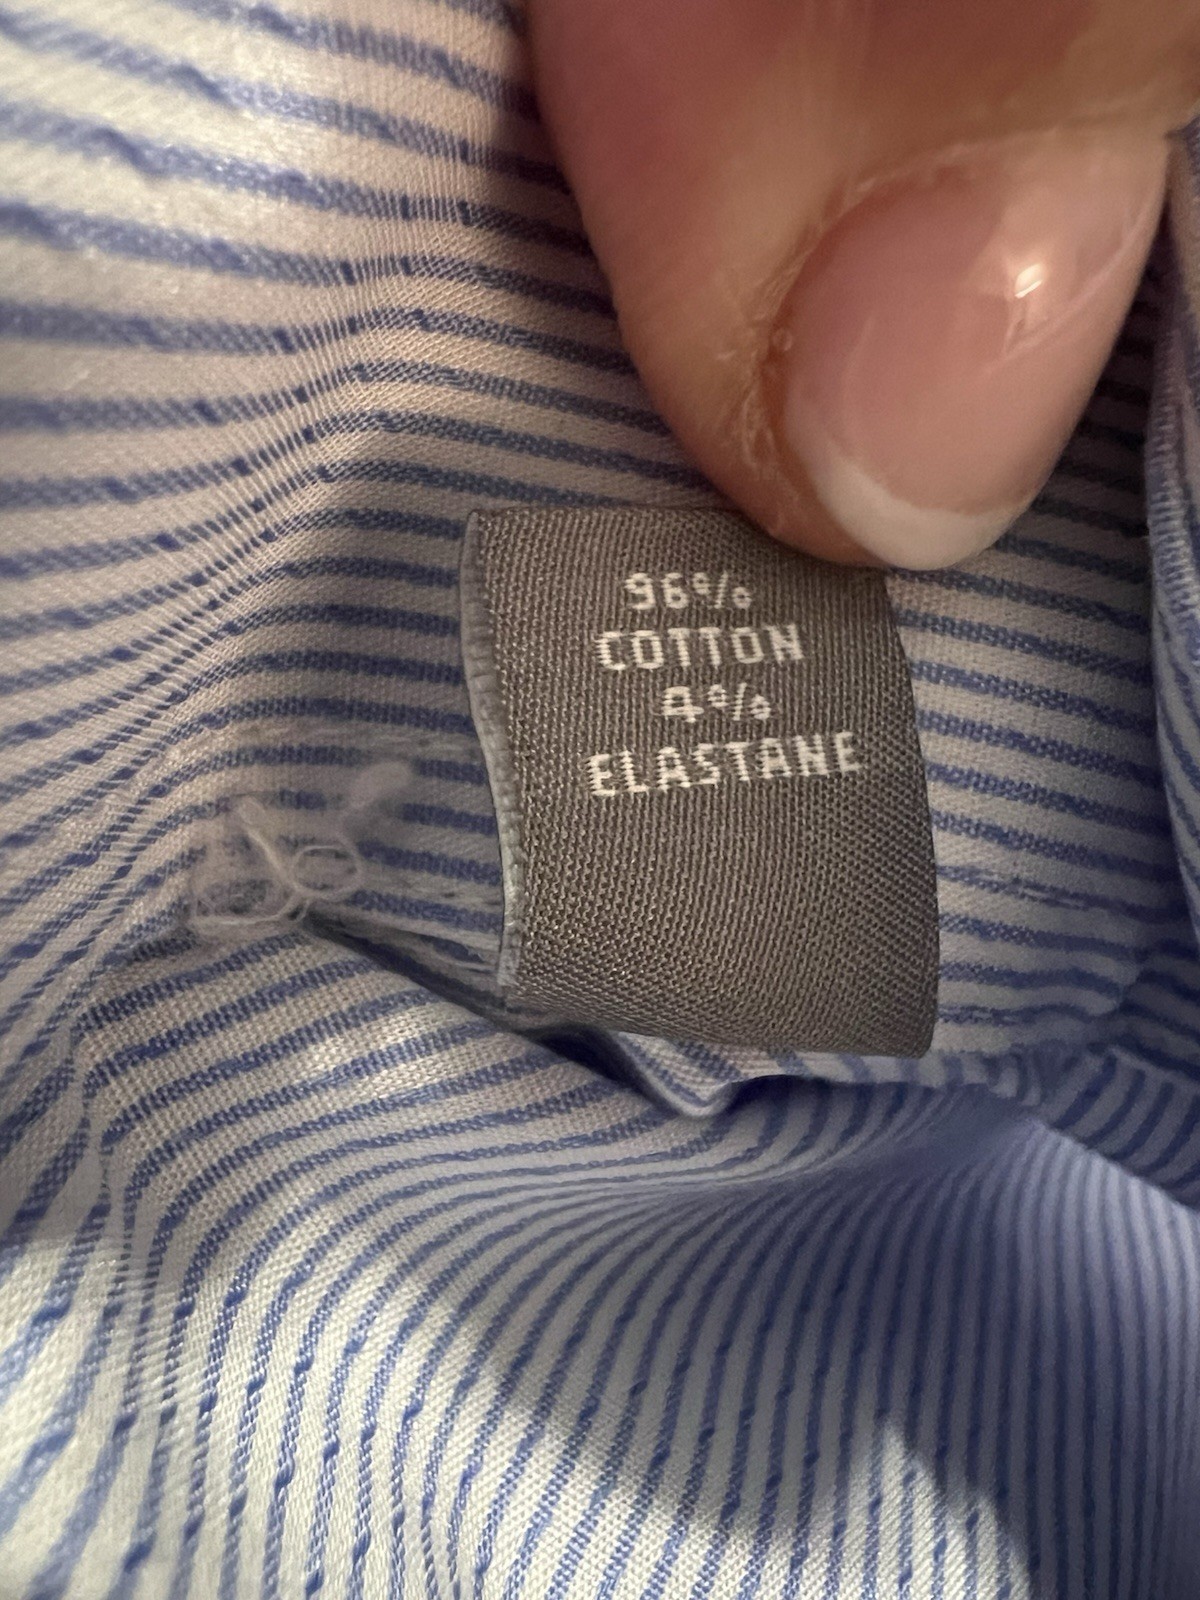 96%
COTTON
4%
ELASTANE